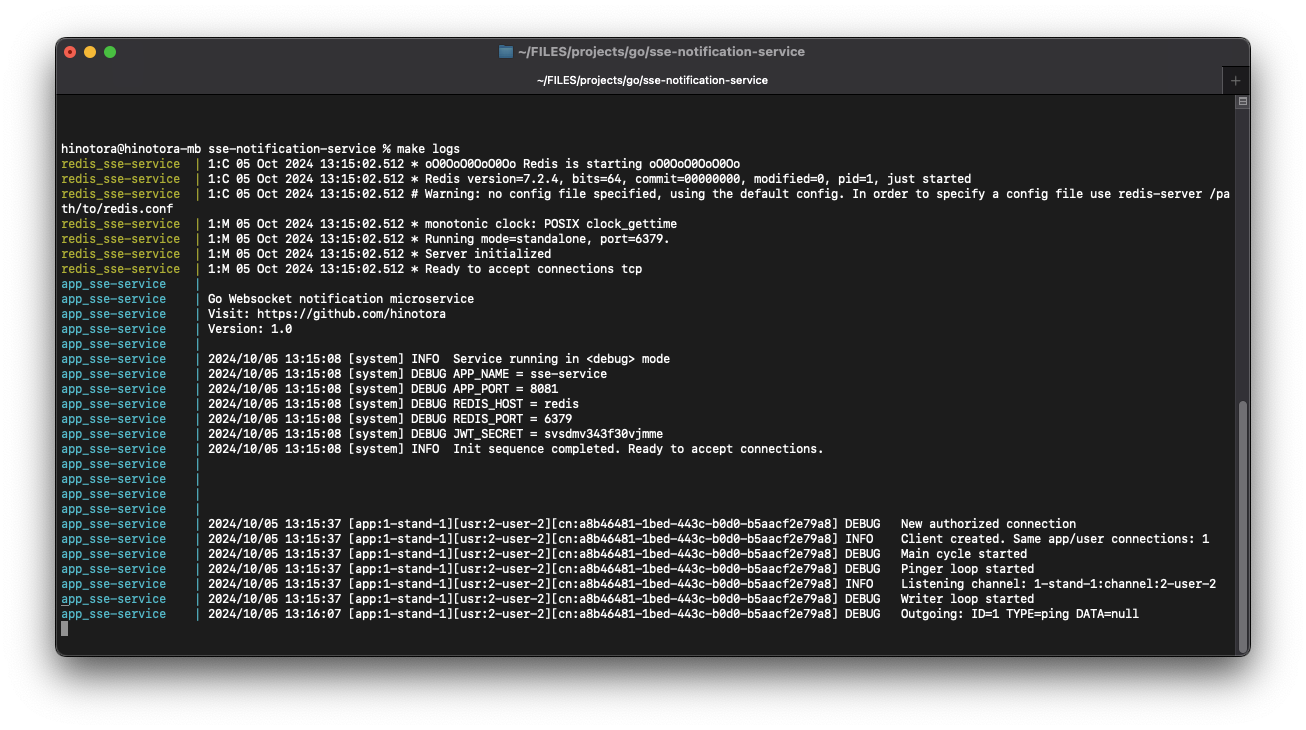 ~/FILES/projects/go/sse-notification-service
~/FILES/projects/go/sse-notification-service
hinotora@hinotora-mb sse-notification-service % make logs
redis_sse-service  | 1:C 05 Oct 2024 13:15:02.512 * oO0OoO0OoO0Oo Redis is starting oO0OoO0OoO0Oo
redis_sse-service  | 1:C 05 Oct 2024 13:15:02.512 * Redis version=7.2.4, bits=64, commit=00000000, modified=0, pid=1, just started
redis_sse-service  | 1:C 05 Oct 2024 13:15:02.512 # Warning: no config file specified, using the default config. In order to specify a config file use redis-server /pa
th/to/redis.conf
redis_sse-service  | 1:M 05 Oct 2024 13:15:02.512 * monotonic clock: POSIX clock_gettime
redis_sse-service  | 1:M 05 Oct 2024 13:15:02.512 * Running mode=standalone, port=6379.
redis_sse-service  | 1:M 05 Oct 2024 13:15:02.512 * Server initialized
redis_sse-service  | 1:M 05 Oct 2024 13:15:02.512 * Ready to accept connections tcp
app_sse-service    |
app_sse-service    | Go Websocket notification microservice
app_sse-service    | Visit: https://github.com/hinotora
app_sse-service    | Version: 1.0
app_sse-service    |
app_sse-service    | 2024/10/05 13:15:08 [system] INFO  Service running in <debug> mode
app_sse-service    | 2024/10/05 13:15:08 [system] DEBUG APP_NAME = sse-service
app_sse-service    | 2024/10/05 13:15:08 [system] DEBUG APP_PORT = 8081
app_sse-service    | 2024/10/05 13:15:08 [system] DEBUG REDIS_HOST = redis
app_sse-service    | 2024/10/05 13:15:08 [system] DEBUG REDIS_PORT = 6379
app_sse-service    | 2024/10/05 13:15:08 [system] DEBUG JWT_SECRET = svsdmv343f30vjmme
app_sse-service    | 2024/10/05 13:15:08 [system] INFO  Init sequence completed. Ready to accept connections.
app_sse-service    |
app_sse-service    |
app_sse-service    |
app_sse-service    |
app_sse-service    | 2024/10/05 13:15:37 [app:1-stand-1][usr:2-user-2][cn:a8b46481-1bed-443c-b0d0-b5aacf2e79a8] DEBUG   New authorized connection
app_sse-service    | 2024/10/05 13:15:37 [app:1-stand-1][usr:2-user-2][cn:a8b46481-1bed-443c-b0d0-b5aacf2e79a8] INFO    Client created. Same app/user connections: 1
app_sse-service    | 2024/10/05 13:15:37 [app:1-stand-1][usr:2-user-2][cn:a8b46481-1bed-443c-b0d0-b5aacf2e79a8] DEBUG   Main cycle started
app_sse-service    | 2024/10/05 13:15:37 [app:1-stand-1][usr:2-user-2][cn:a8b46481-1bed-443c-b0d0-b5aacf2e79a8] DEBUG   Pinger loop started
app_sse-service    | 2024/10/05 13:15:37 [app:1-stand-1][usr:2-user-2][cn:a8b46481-1bed-443c-b0d0-b5aacf2e79a8] INFO    Listening channel: 1-stand-1:channel:2-user-2
app_sse-service    | 2024/10/05 13:15:37 [app:1-stand-1][usr:2-user-2][cn:a8b46481-1bed-443c-b0d0-b5aacf2e79a8] DEBUG   Writer loop started
app_sse-service    | 2024/10/05 13:16:07 [app:1-stand-1][usr:2-user-2][cn:a8b46481-1bed-443c-b0d0-b5aacf2e79a8] DEBUG   Outgoing: ID=1 TYPE=ping DATA=null